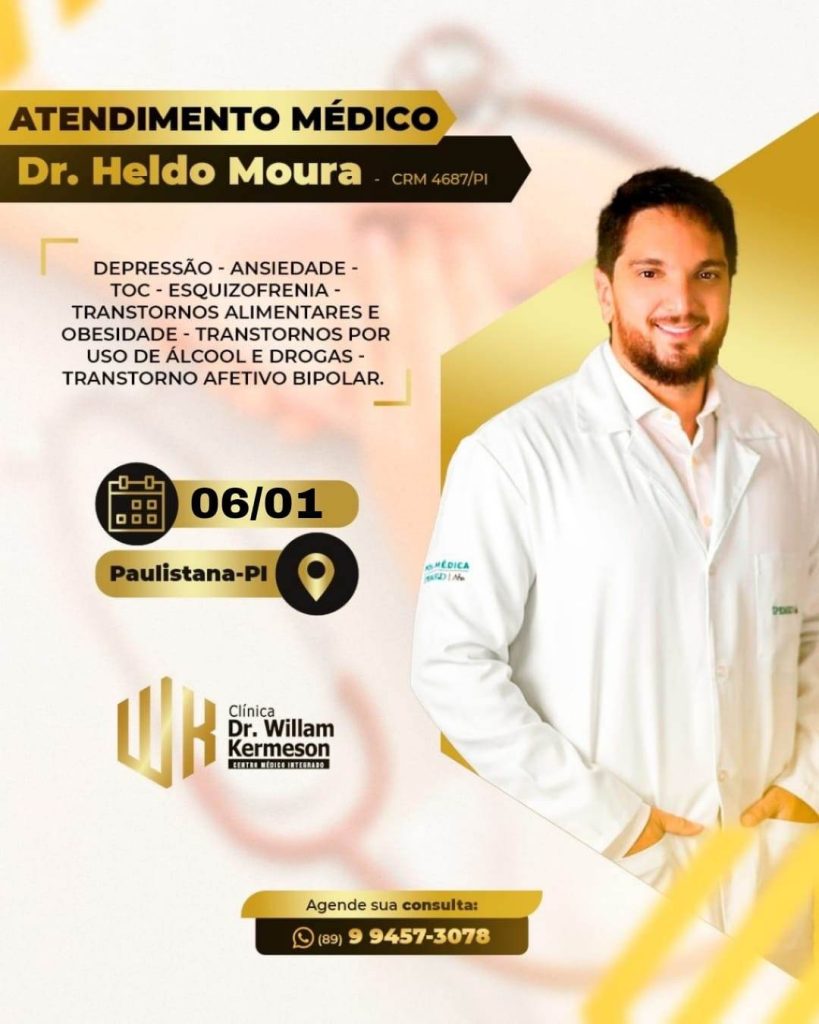 ATENDIMENTO MÉDICO
Dr. Heldo Moura - CRM 4687/PI
DEPRESSÃO - ANSIEDADE -
TOC - ESQUIZOFRENIA -
TRANSTORNOS ALIMENTARES E
OBESIDADE - TRANSTORNOS POR
USO DE ÁLCOOL E DROGAS -
TRANSTORNO AFETIVO BIPOLAR.
06/01
Paulistana-PI
MÉDICA
WK
Clínica
Dr. Willam
Kermeson
CENTRO MÉDICO INTEGRADO
Agende sua consulta:
(89) 9 9457-3078